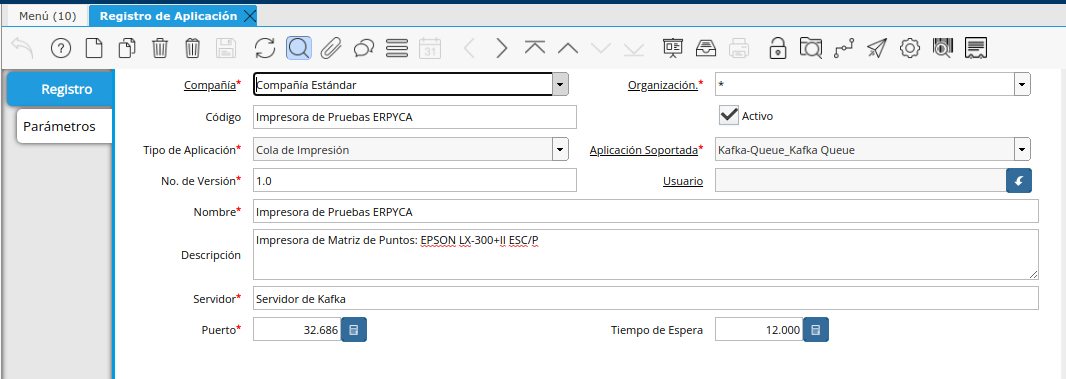 Menú (10) Registro de Aplicación
31
Registro
Parámetros
Compañía* Compañía Estándar Organización.* *
Código Impresora de Pruebas ERPYCA Activo
Tipo de Aplicación* Cola de Impresión Aplicación Soportada* Kafka-Queue_Kafka Queue
No. de Versión* 1.0 Usuario
Nombre* Impresora de Pruebas ERPYCA
Descripción Impresora de Matriz de Puntos: EPSON LX-300+II ESC/P
Servidor* Servidor de Kafka
Puerto* 32.686 Tiempo de Espera 12.000